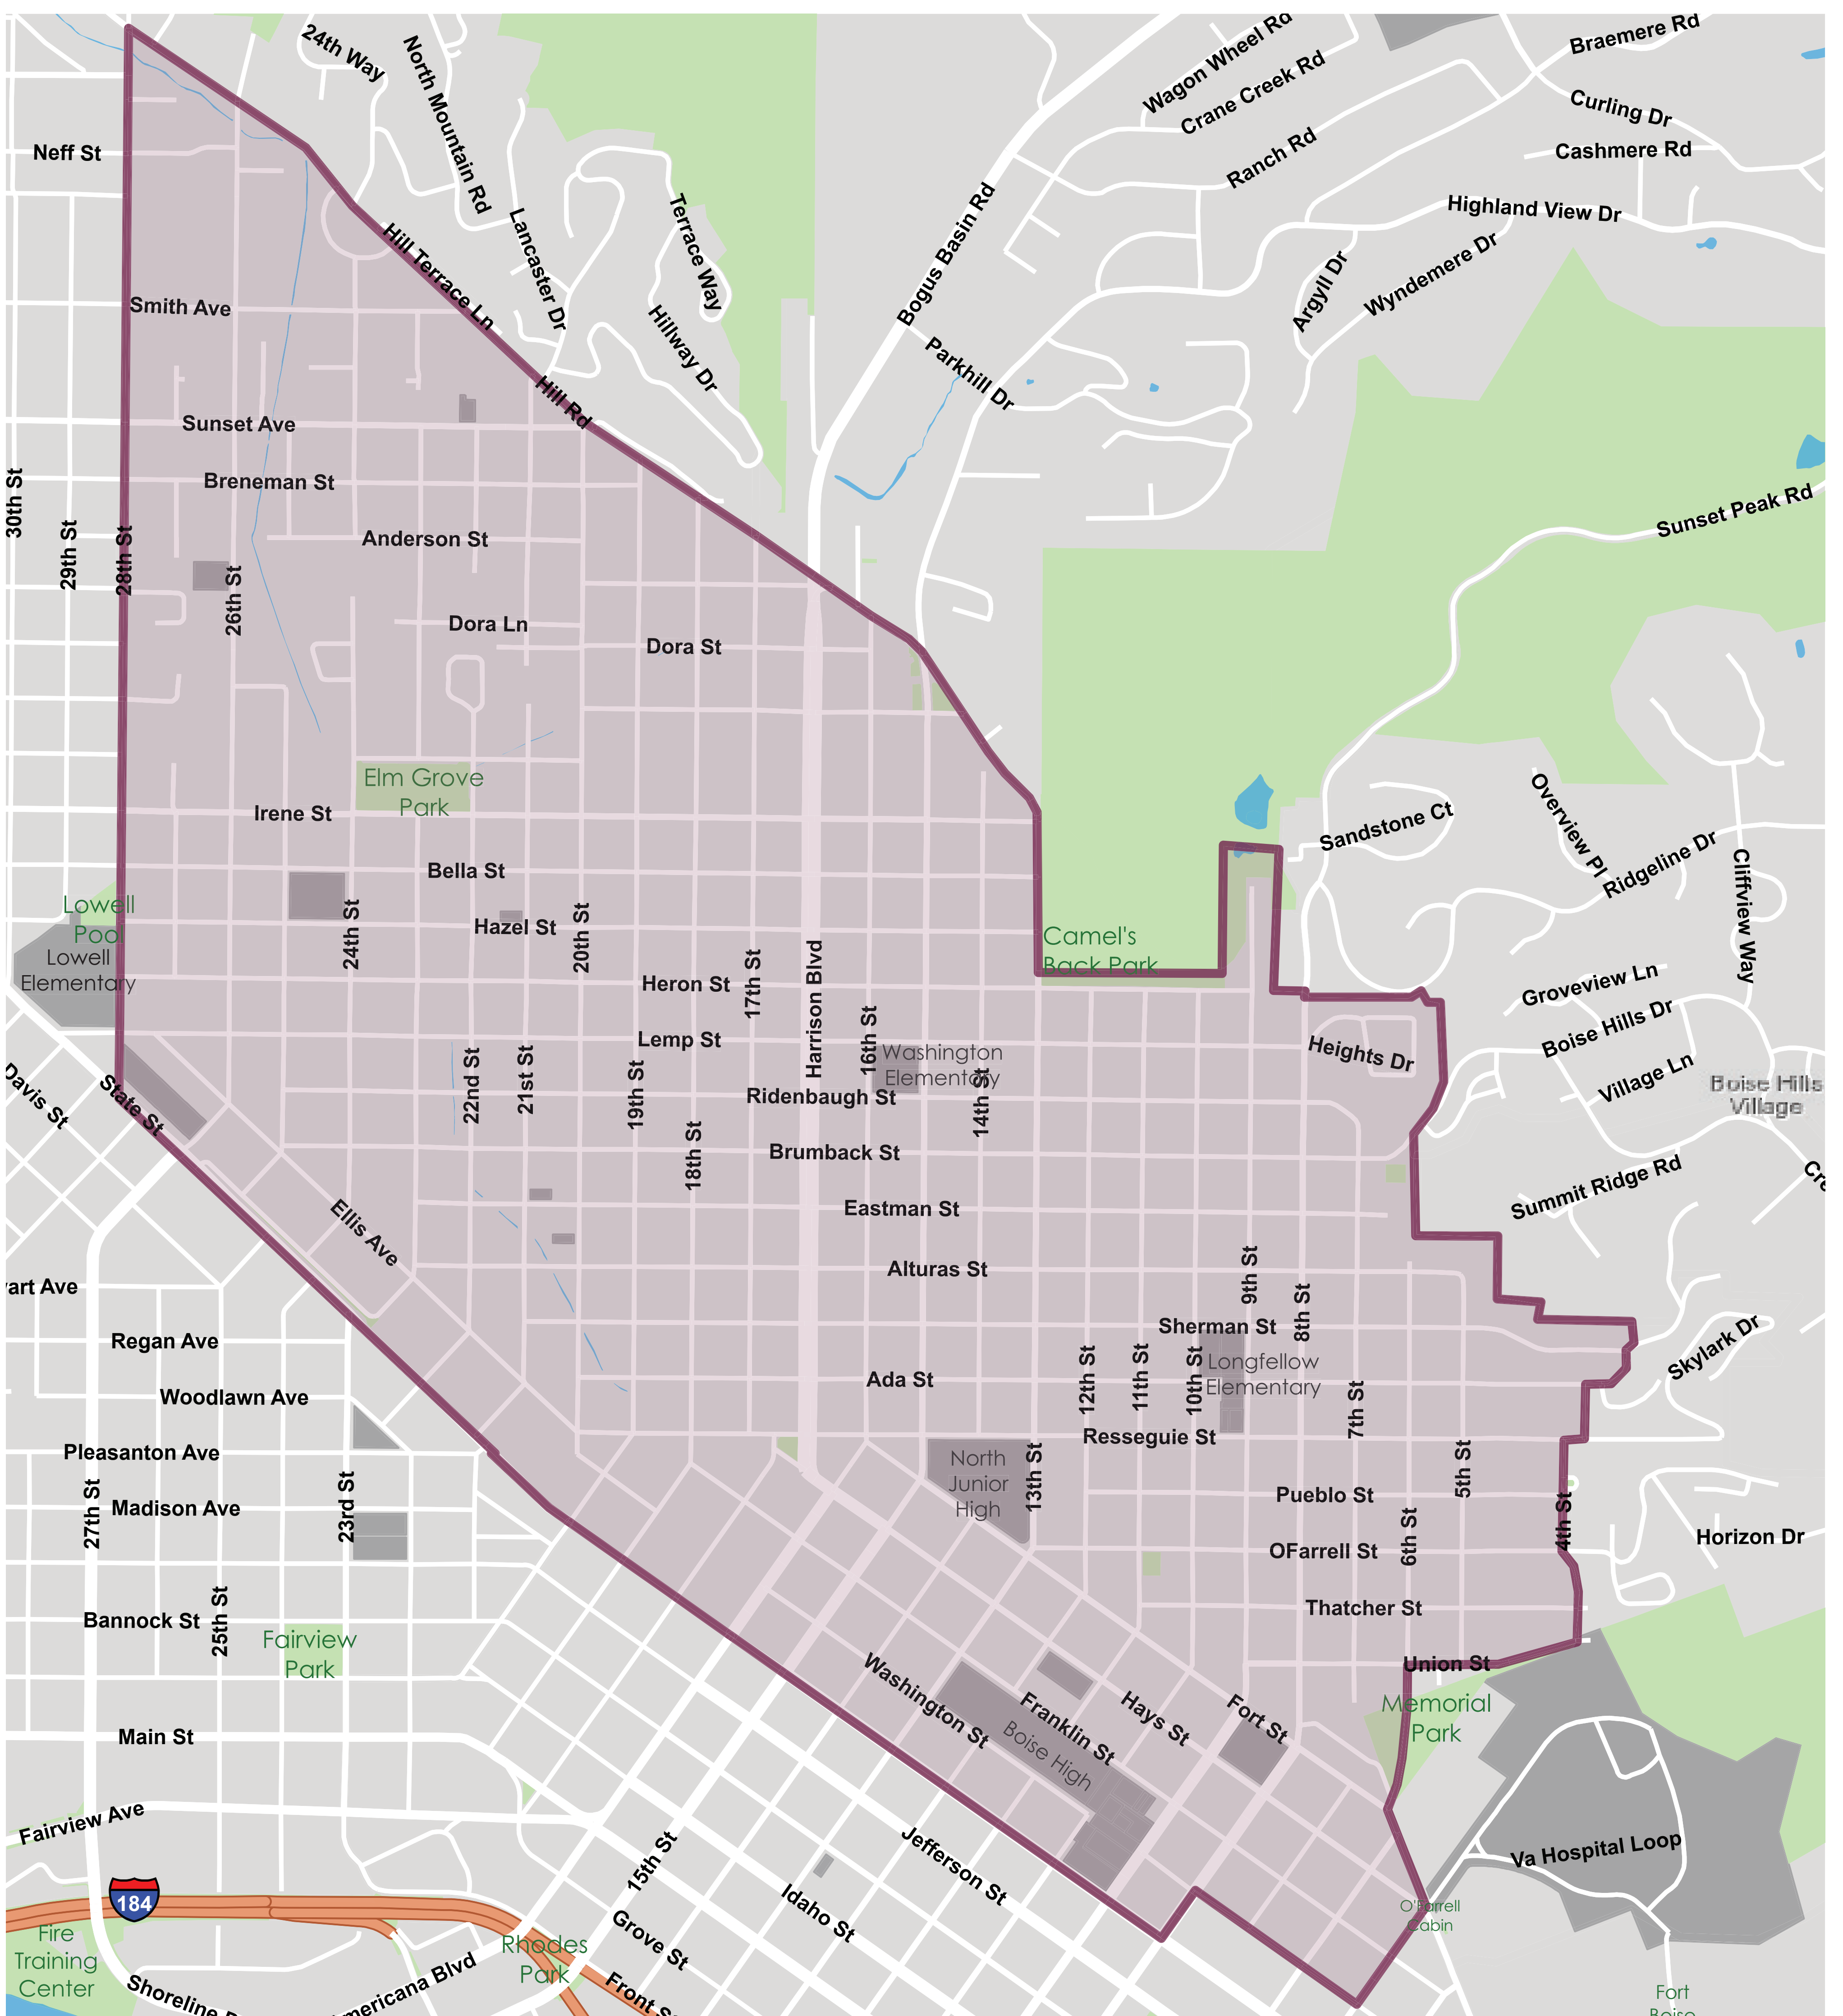 24th Way
North Mountain Rd
Wagon Wheel Rd
Crane Creek Rd
Braemere Rd
Curling Dr
Cashmere Rd
Ranch Rd
Neff St
Highland View Dr
Hill Terrace Ln
Lancaster Dr
Terrace Way
Bogus Basin Rd
Argyll Dr
Wyndemere Dr
Smith Ave
Hillway Dr
Parkhill Dr
Hill Rd
Sunset Ave
Breneman St
Sunset Peak Rd
30th St
29th St
28th St
26th St
Anderson St
Dora Ln
Dora St
Elm Grove
Park
Irene St
Sandstone Ct
Overview Pl
Ridgeline Dr
Cliffview Way
Bella St
Lowell
Pool
Lowell
Elementary
24th St
Hazel St
20th St
Camel's
Back Park
Heron St
17th St
Harrison Blvd
Groveview Ln
Boise Hills Dr
Village Ln
Boise Hills
Village
Lemp St
16th St
Washington
Elementary
Heights Dr
Davis St
State St
22nd St
21st St
19th St
Ridenbaugh St
14th St
18th St
Brumback St
Summit Ridge Rd
Cre
Ellis Ave
Eastman St
Alturas St
9th St
8th St
art Ave
Regan Ave
Sherman St
Skylark Dr
Longfellow
Elementary
Woodlawn Ave
Ada St
12th St
11th St
10th St
7th St
Pleasanton Ave
Resseguie St
North
Junior
High
13th St
5th St
27th St
Madison Ave
23rd St
Pueblo St
6th St
4th St
Horizon Dr
OFarrell St
Bannock St
25th St
Fairview
Park
Thatcher St
Union St
Washington St
Franklin St
Boise High
Hays St
Fort St
Memorial
Park
Main St
Fairview Ave
15th St
Jefferson St
Va Hospital Loop
184
Idaho St
O'Farrell
Cabin
Fire
Training
Center
Rhodes
Park
Grove St
Front S
Shoreline
mericana Blvd
Fort
Boise